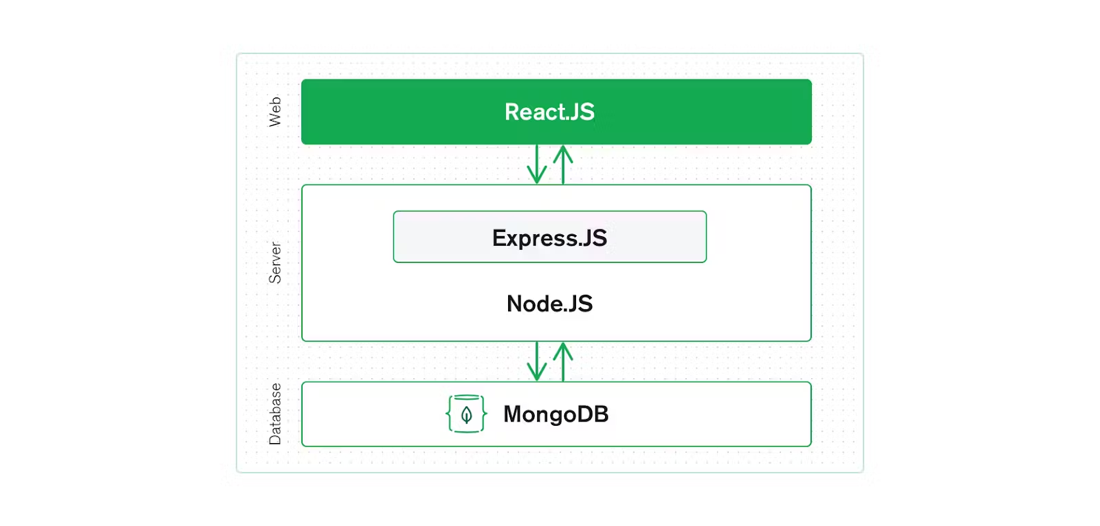 Web
React.JS
Server
Express.JS
Node.JS
Database
MongoDB